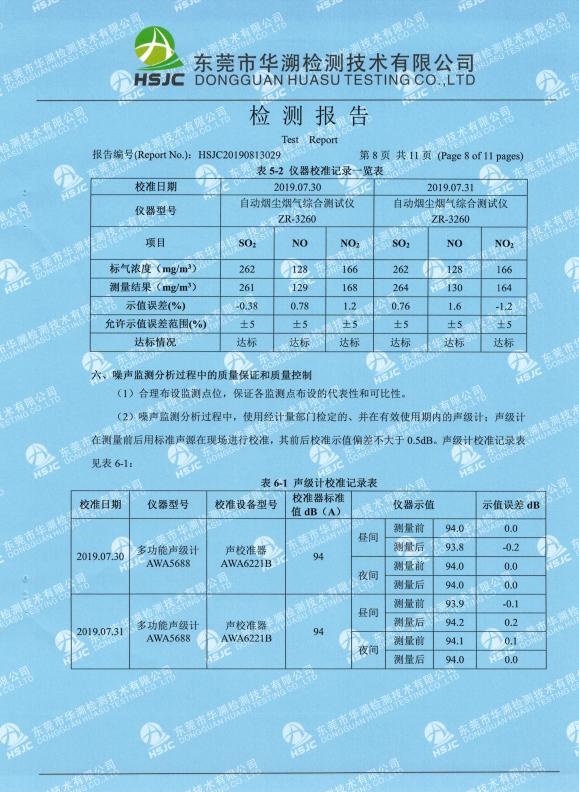 HSJC
东莞市华溯检测技术有限公司
DONGGUAN HUASU TESTING CO.,LTD
检 测 报 告
Test Report
报告编号(Report No.)：HSJC20190813029 第 8 页 共 11 页 (Page 8 of 11 pages)
表 5-2 仪器校准记录一览表
校准日期 2019.07.30 2019.07.31
仪器型号 自动烟尘烟气综合测试仪 ZR-3260 自动烟尘烟气综合测试仪 ZR-3260
项目 SO₂ NO NO₂ SO₂ NO NO₂
标气浓度（mg/m³） 262 128 166 262 128 166
测量结果（mg/m³） 261 129 168 264 130 164
示值误差(%) -0.38 0.78 1.2 0.76 1.6 -1.2
允许示值误差范围(%) ±5 ±5 ±5 ±5 ±5 ±5
达标情况 达标 达标 达标 达标 达标 达标
六、噪声监测分析过程中的质量保证和质量控制
（1）合理布设监测点位，保证各监测点布设的代表性和可比性。
（2）噪声监测分析过程中，使用经计量部门检定的、并在有效使用期内的声级计；声级计
在测量前后用标准声源在现场进行校准，其前后校准示值偏差不大于 0.5dB。声级计校准记录表
见表 6-1：
表 6-1 声级计校准记录表
校准日期 仪器型号 校准设备型号 校准器标准值 dB（A） 仪器示值 示值误差 dB
2019.07.30 多功能声级计 AWA5688 声校准器 AWA6221B 94 昼间 测量前 94.0 0.0
测量后 93.8 -0.2
夜间 测量前 94.0 0.0
测量后 94.0 0.0
2019.07.31 多功能声级计 AWA5688 声校准器 AWA6221B 94 昼间 测量前 93.9 -0.1
测量后 94.2 0.2
夜间 测量前 94.1 0.1
测量后 94.0 0.0